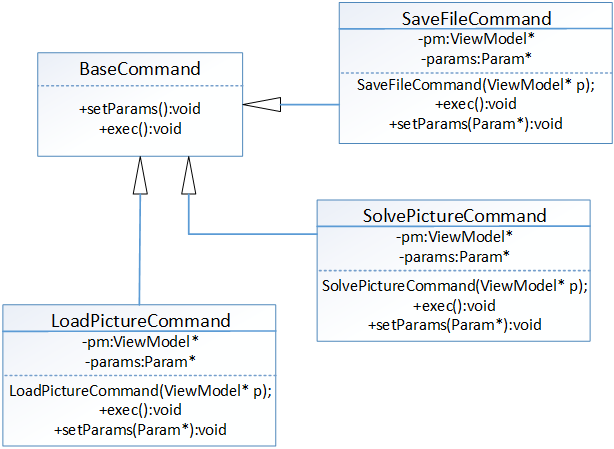 SaveFileCommand
-pm:ViewModel*
-params:Param*
SaveFileCommand(ViewModel* p);
+exec():void
+setParams(Param*):void
BaseCommand
+setParams():void
+exec():void
SolvePictureCommand
-pm:ViewModel*
-params:Param*
SolvePictureCommand(ViewModel* p);
+exec():void
+setParams(Param*):void
LoadPictureCommand
-pm:ViewModel*
-params:Param*
LoadPictureCommand(ViewModel* p);
+exec():void
+setParams(Param*):void